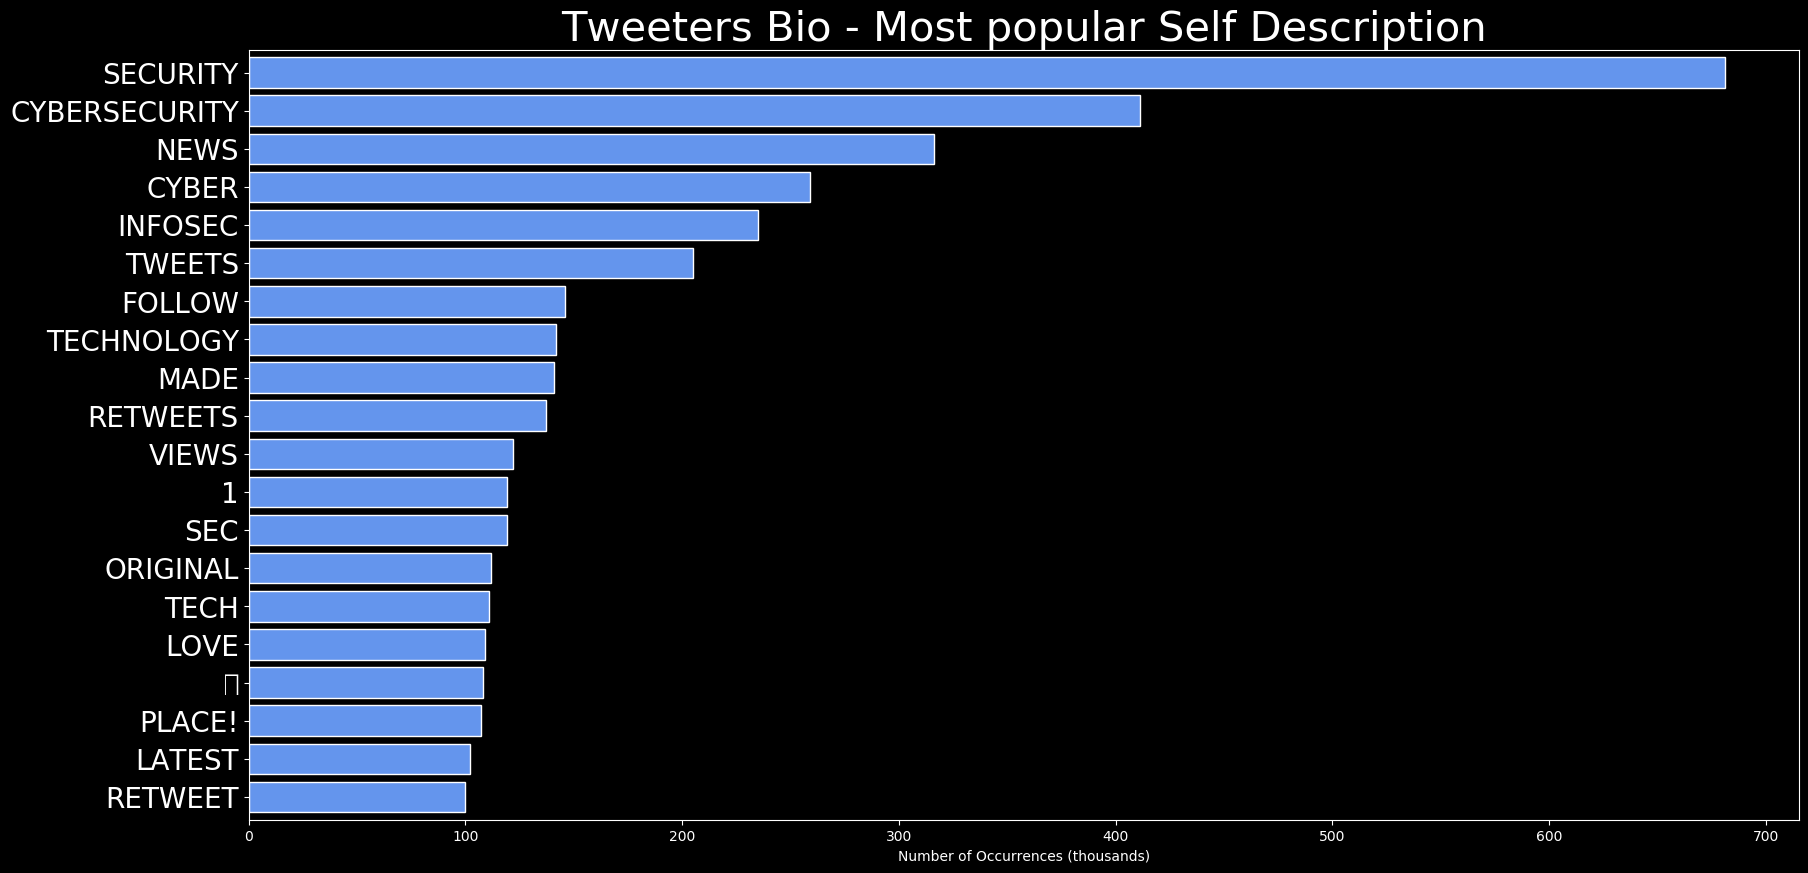 Tweeters Bio - Most popular Self Description
SECURITY
CYBERSECURITY
NEWS
CYBER
INFOSEC
TWEETS
FOLLOW
TECHNOLOGY
MADE
RETWEETS
VIEWS
1
SEC
ORIGINAL
TECH
LOVE
PLACE!
LATEST
RETWEET
0 100 200 300 400 500 600 700
Number of Occurrences (thousands)